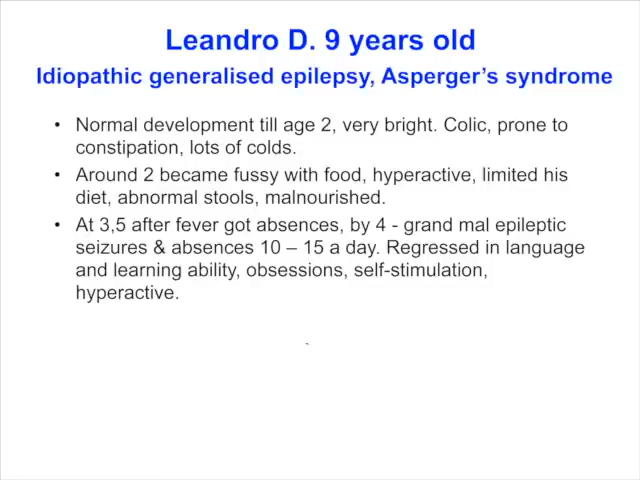 Leandro D. 9 years old
Idiopathic generalised epilepsy, Asperger's syndrome
• Normal development till age 2, very bright. Colic, prone to
constipation, lots of colds.
• Around 2 became fussy with food, hyperactive, limited his
diet, abnormal stools, malnourished.
• At 3,5 after fever got absences, by 4 - grand mal epileptic
seizures & absences 10 – 15 a day. Regressed in language
and learning ability, obsessions, self-stimulation,
hyperactive.